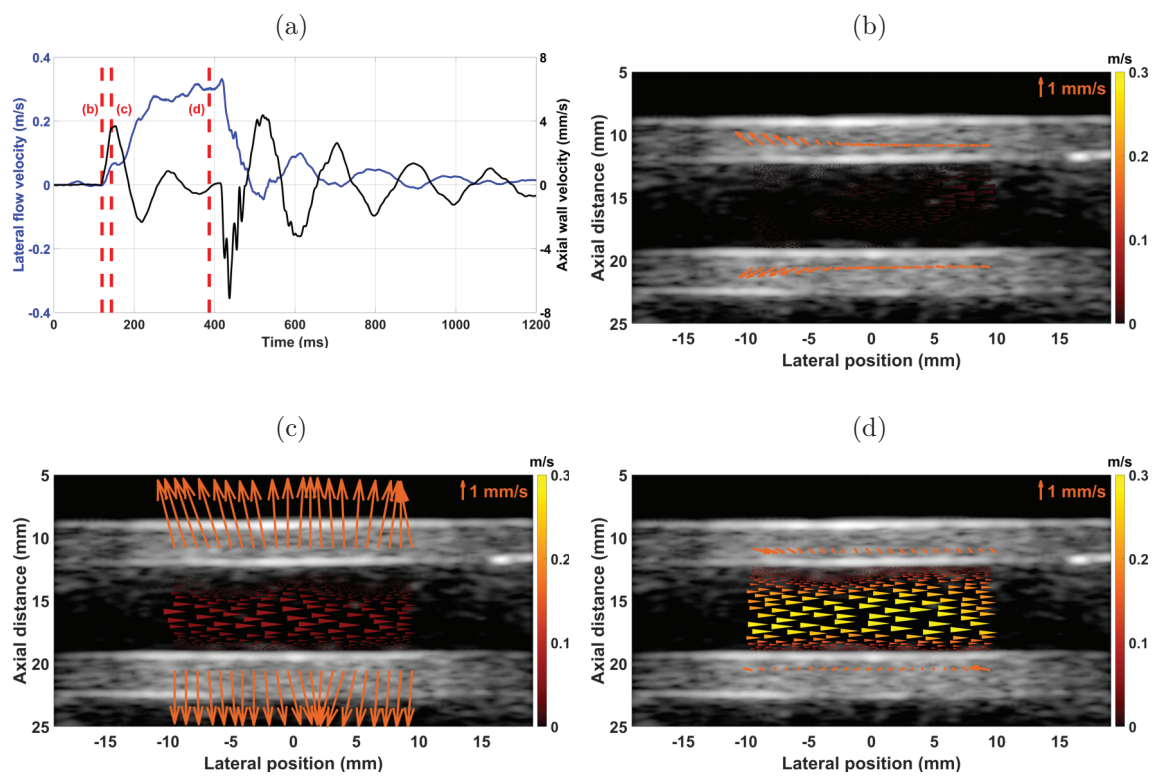 (a)
0.4
0.2
0
-0.2
-0.4
Lateral flow velocity (m/s)
8
4
0
-4
-8
Axial wall velocity (mm/s)
(b)
(c)
(d)
0
200
400
600
800
1000
1200
Time (ms)
(b)
m/s
5
10
15
20
25
Axial distance (mm)
1 mm/s
0.3
0.2
0.1
0
-15
-10
-5
0
5
10
15
Lateral position (mm)
(c)
m/s
5
10
15
20
25
Axial distance (mm)
1 mm/s
0.3
0.2
0.1
0
-15
-10
-5
0
5
10
15
Lateral position (mm)
(d)
m/s
5
10
15
20
25
Axial distance (mm)
1 mm/s
0.3
0.2
0.1
0
-15
-10
-5
0
5
10
15
Lateral position (mm)